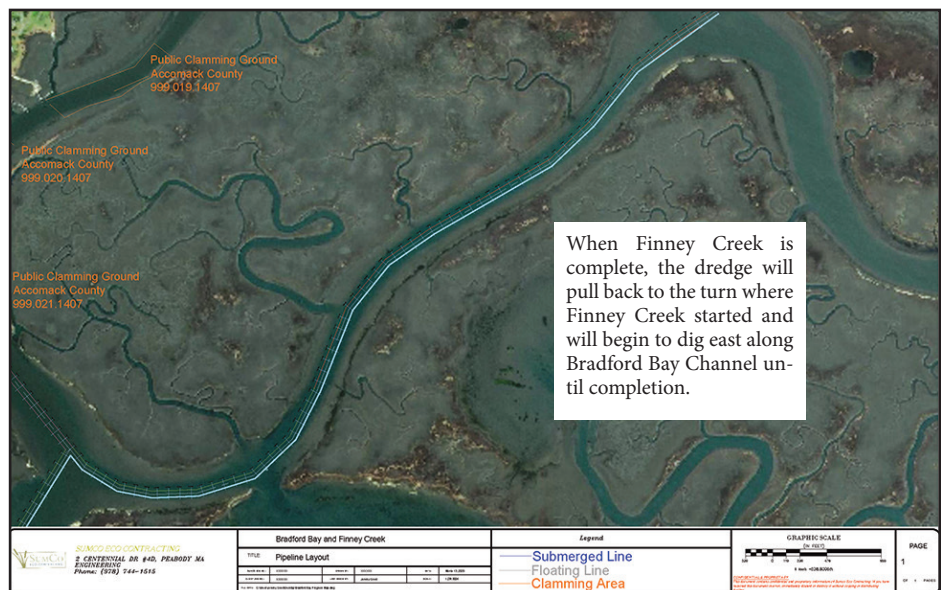 Public Clamming Ground
Accomack County
999.019.1407
Public Clamming Ground
Accomack County
999.020.1407
Public Clamming Ground
Accomack County
999.021.1407
When Finney Creek is
complete, the dredge will
pull back to the turn where
Finney Creek started and
will begin to dig east along
Bradford Bay Channel un-
til completion.
SUMCO ECO CONTRACTING
2 CENTENNIAL DR #4D, PEABODY MA
ENGINEERING
Phone: (978) 744-1515
Bradford Bay and Finney Creek
TITLE
Pipeline Layout
Legend
Submerged Line
Floating Line
Clamming Area
GRAPHIC SCALE
(IN FEET)
PAGE
1